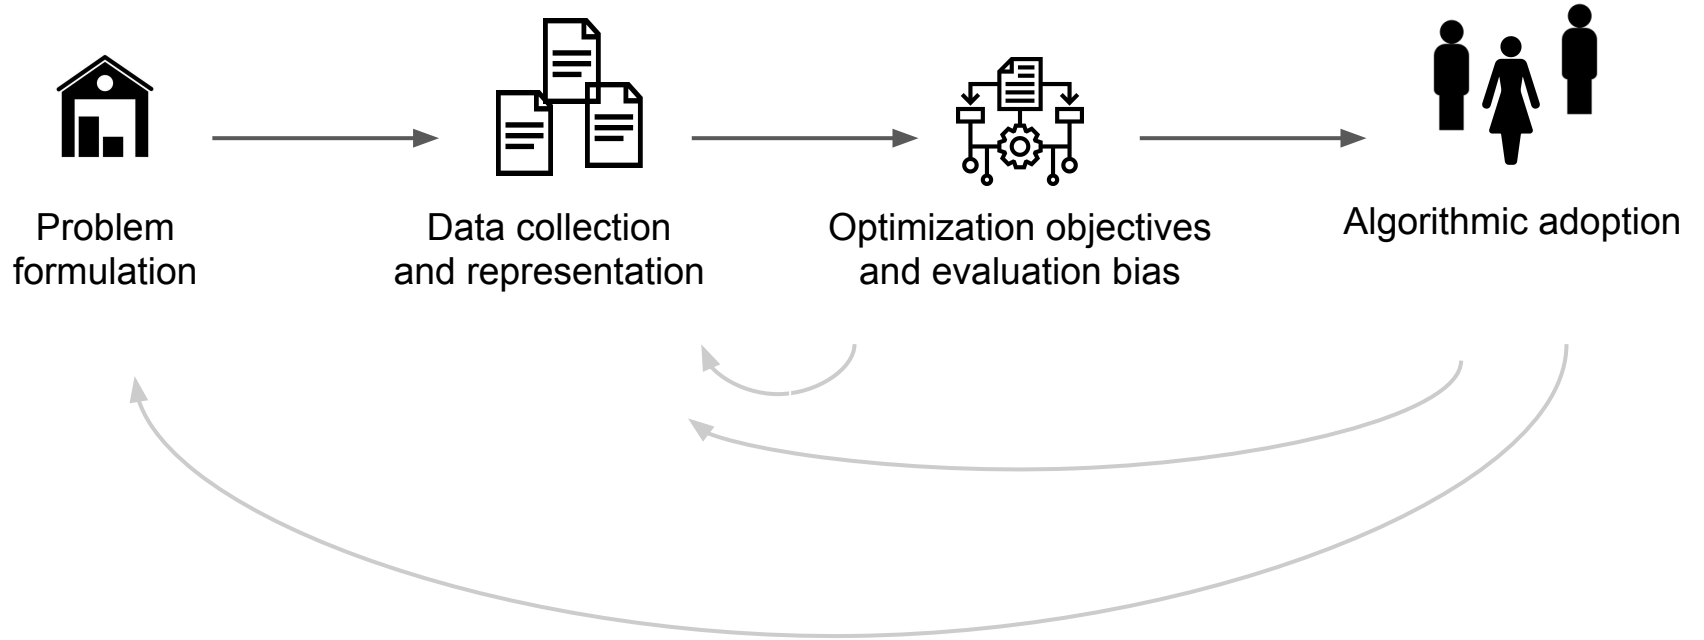 Problem
formulation
Data collection
and representation
Optimization objectives
and evaluation bias
Algorithmic adoption